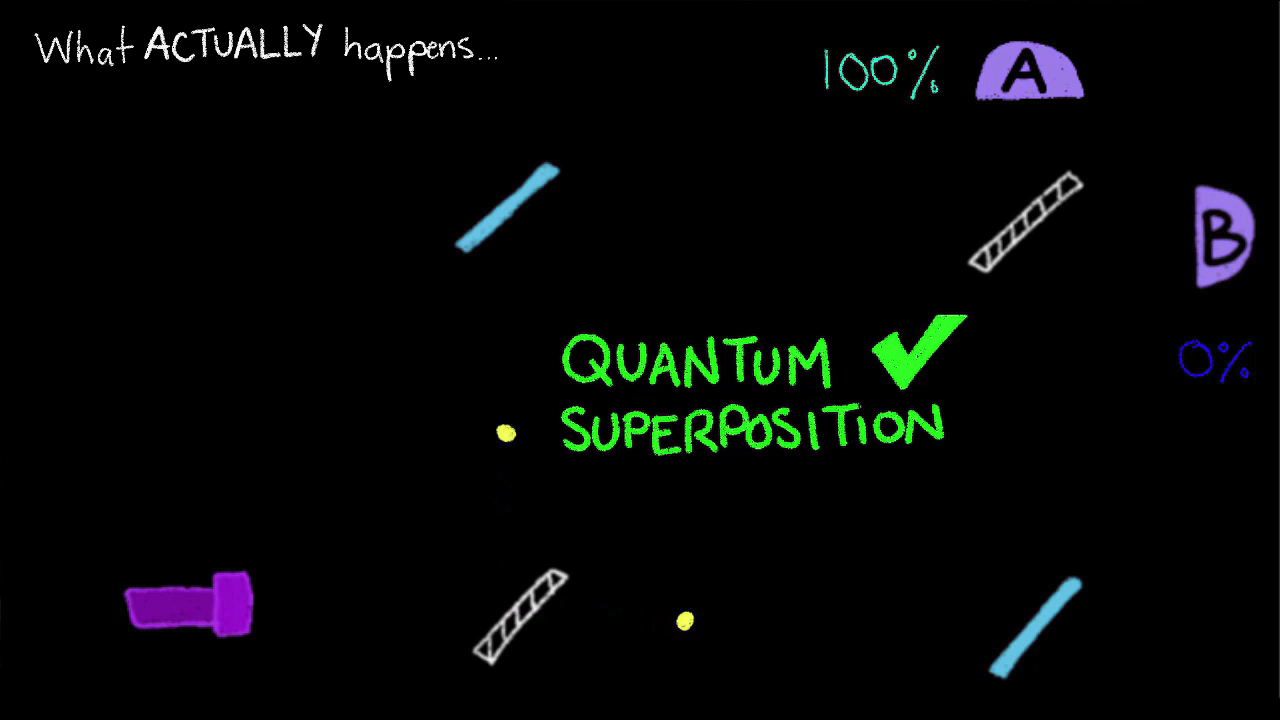 What ACTUALLY happens...
100% A
B
0%
QUANTUM
SUPERPOSITION